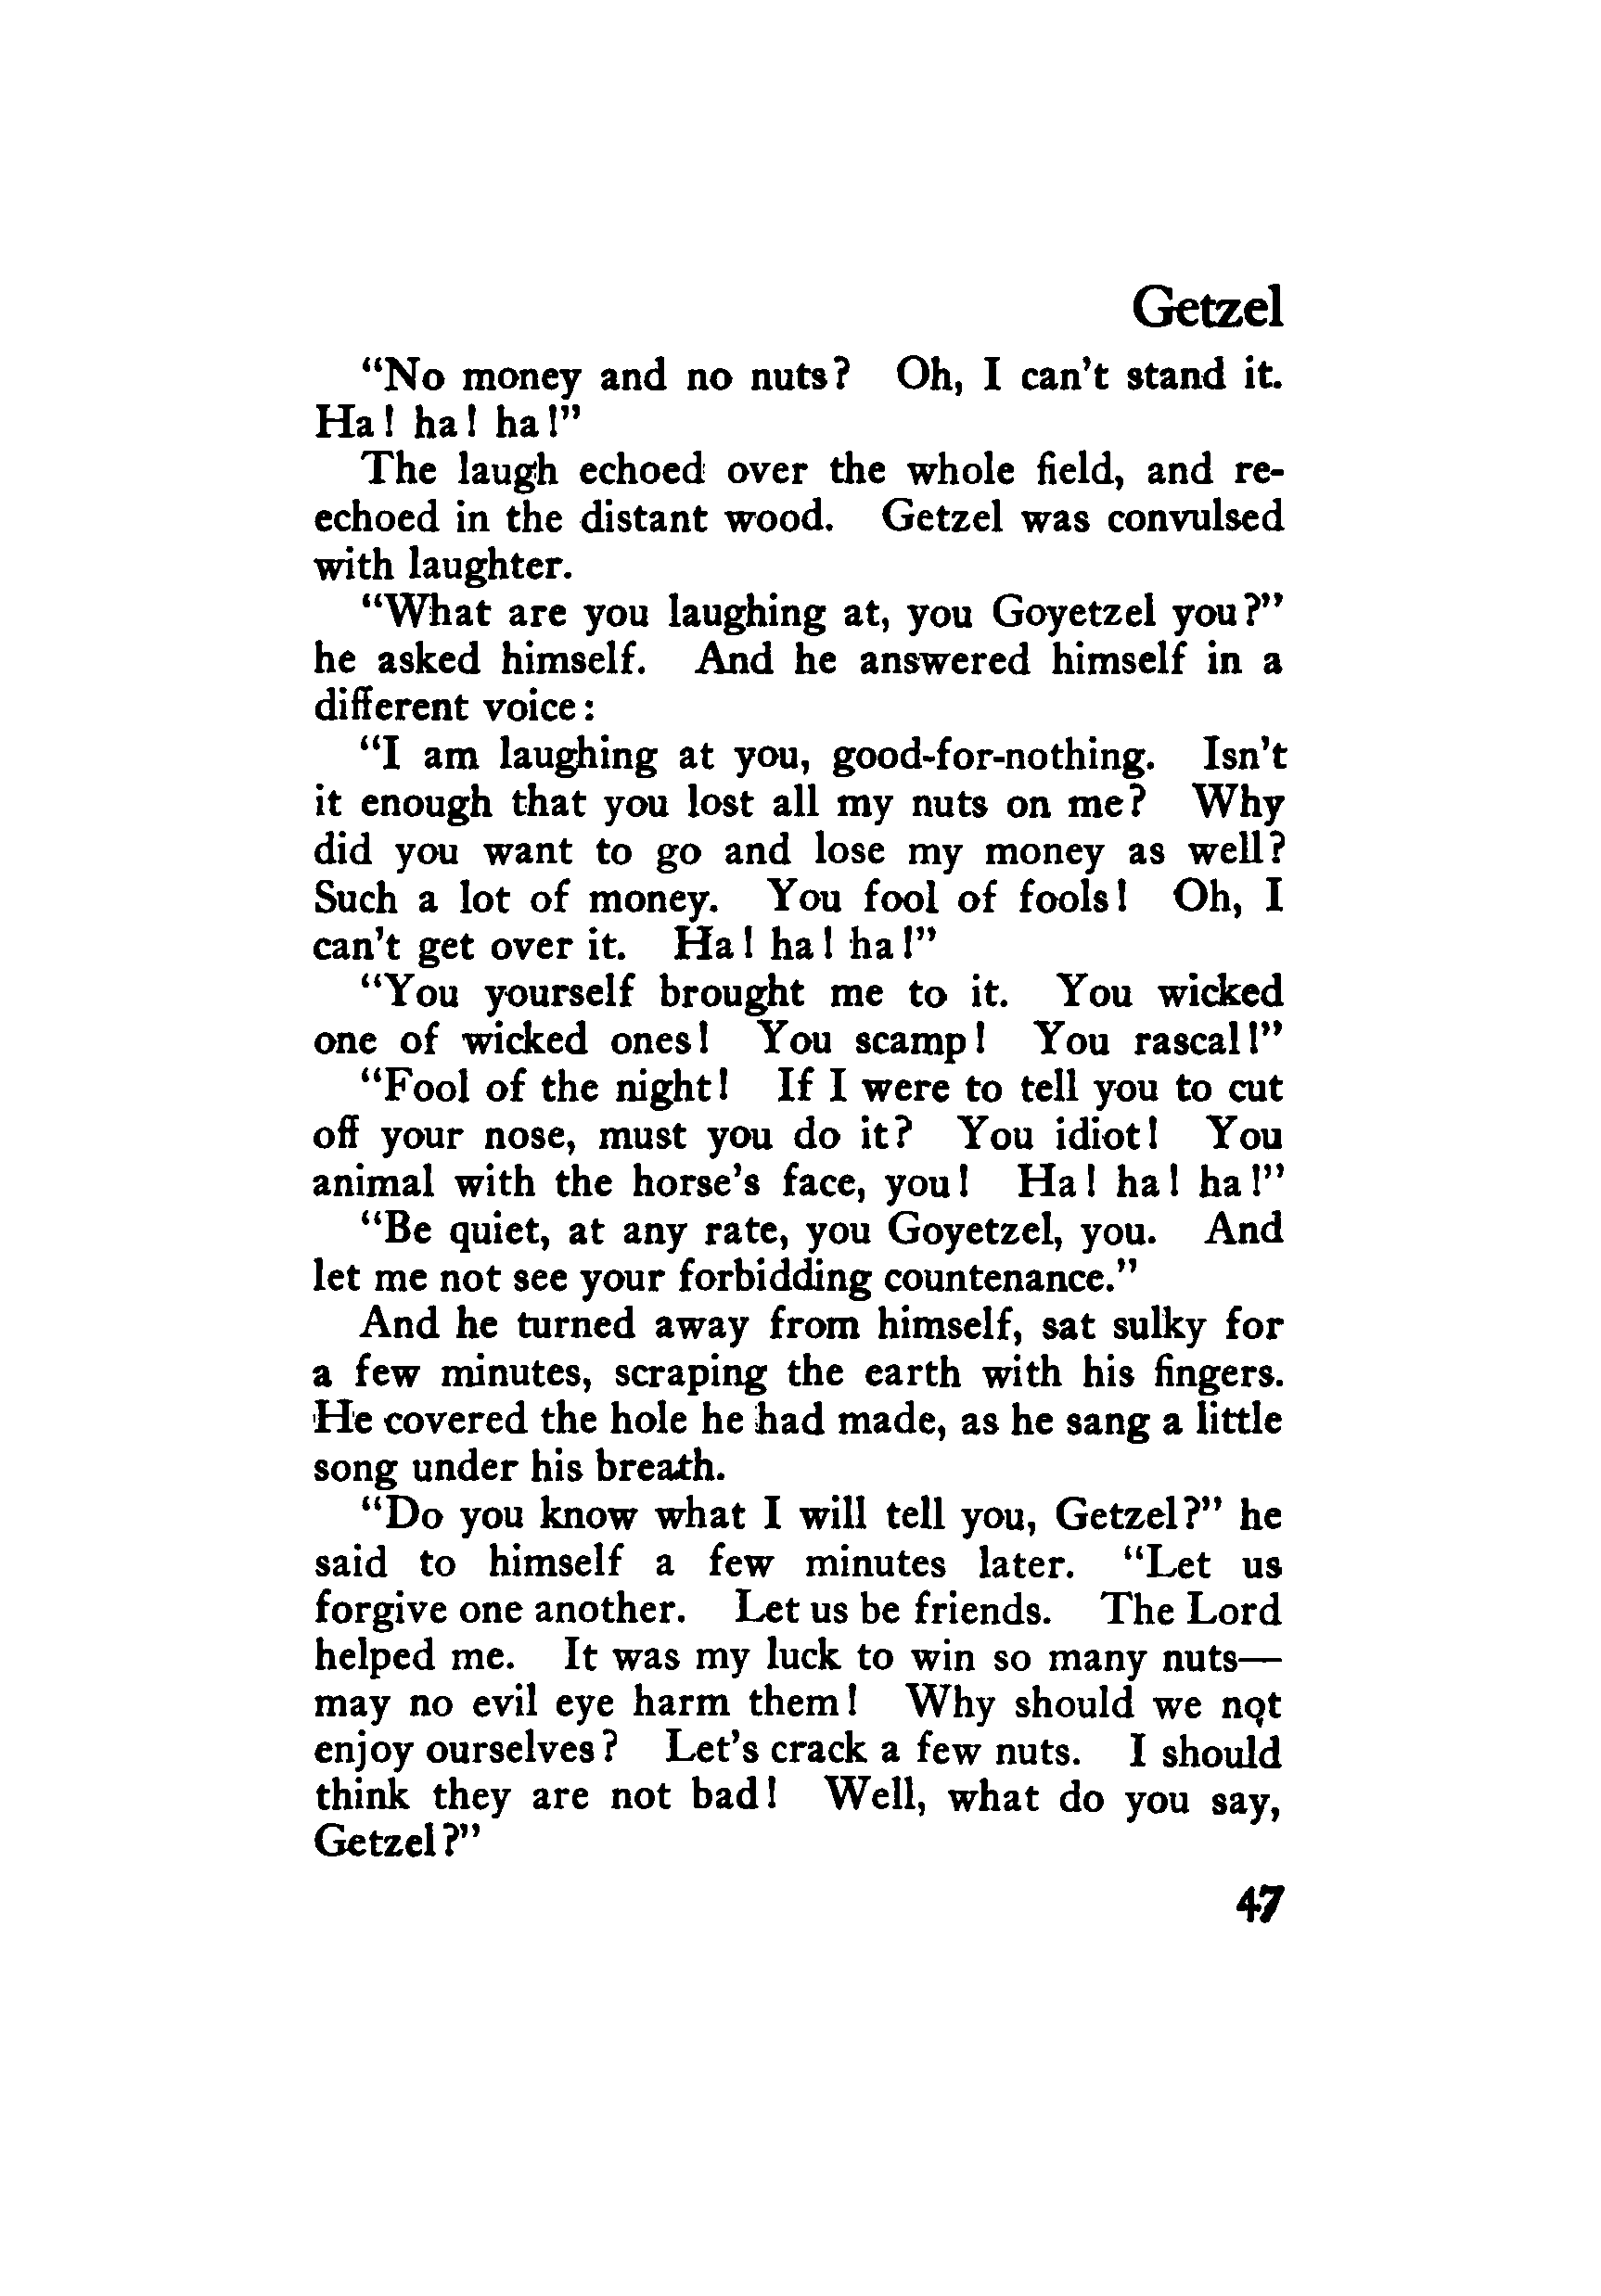 Getzel
“No money and no nuts? Oh, I can’t stand it.
Ha! ha! ha!”
The laugh echoed over the whole field, and re-
echoed in the distant wood. Getzel was convulsed
with laughter.
“What are you laughing at, you Goyetzel you?”
he asked himself. And he answered himself in a
different voice:
“I am laughing at you, good-for-nothing. Isn’t
it enough that you lost all my nuts on me? Why
did you want to go and lose my money as well?
Such a lot of money. You fool of fools! Oh, I
can’t get over it. Ha! ha! ha!”
“You yourself brought me to it. You wicked
one of wicked ones! You scamp! You rascal!”
“Fool of the night! If I were to tell you to cut
off your nose, must you do it? You idiot! You
animal with the horse’s face, you! Ha! ha! ha!”
“Be quiet, at any rate, you Goyetzel, you. And
let me not see your forbidding countenance.”
And he turned away from himself, sat sulky for
a few minutes, scraping the earth with his fingers.
He covered the hole he had made, as he sang a little
song under his breath.
“Do you know what I will tell you, Getzel?” he
said to himself a few minutes later. “Let us
forgive one another. Let us be friends. The Lord
helped me. It was my luck to win so many nuts—
may no evil eye harm them! Why should we not
enjoy ourselves? Let’s crack a few nuts. I should
think they are not bad! Well, what do you say,
Getzel?”
47